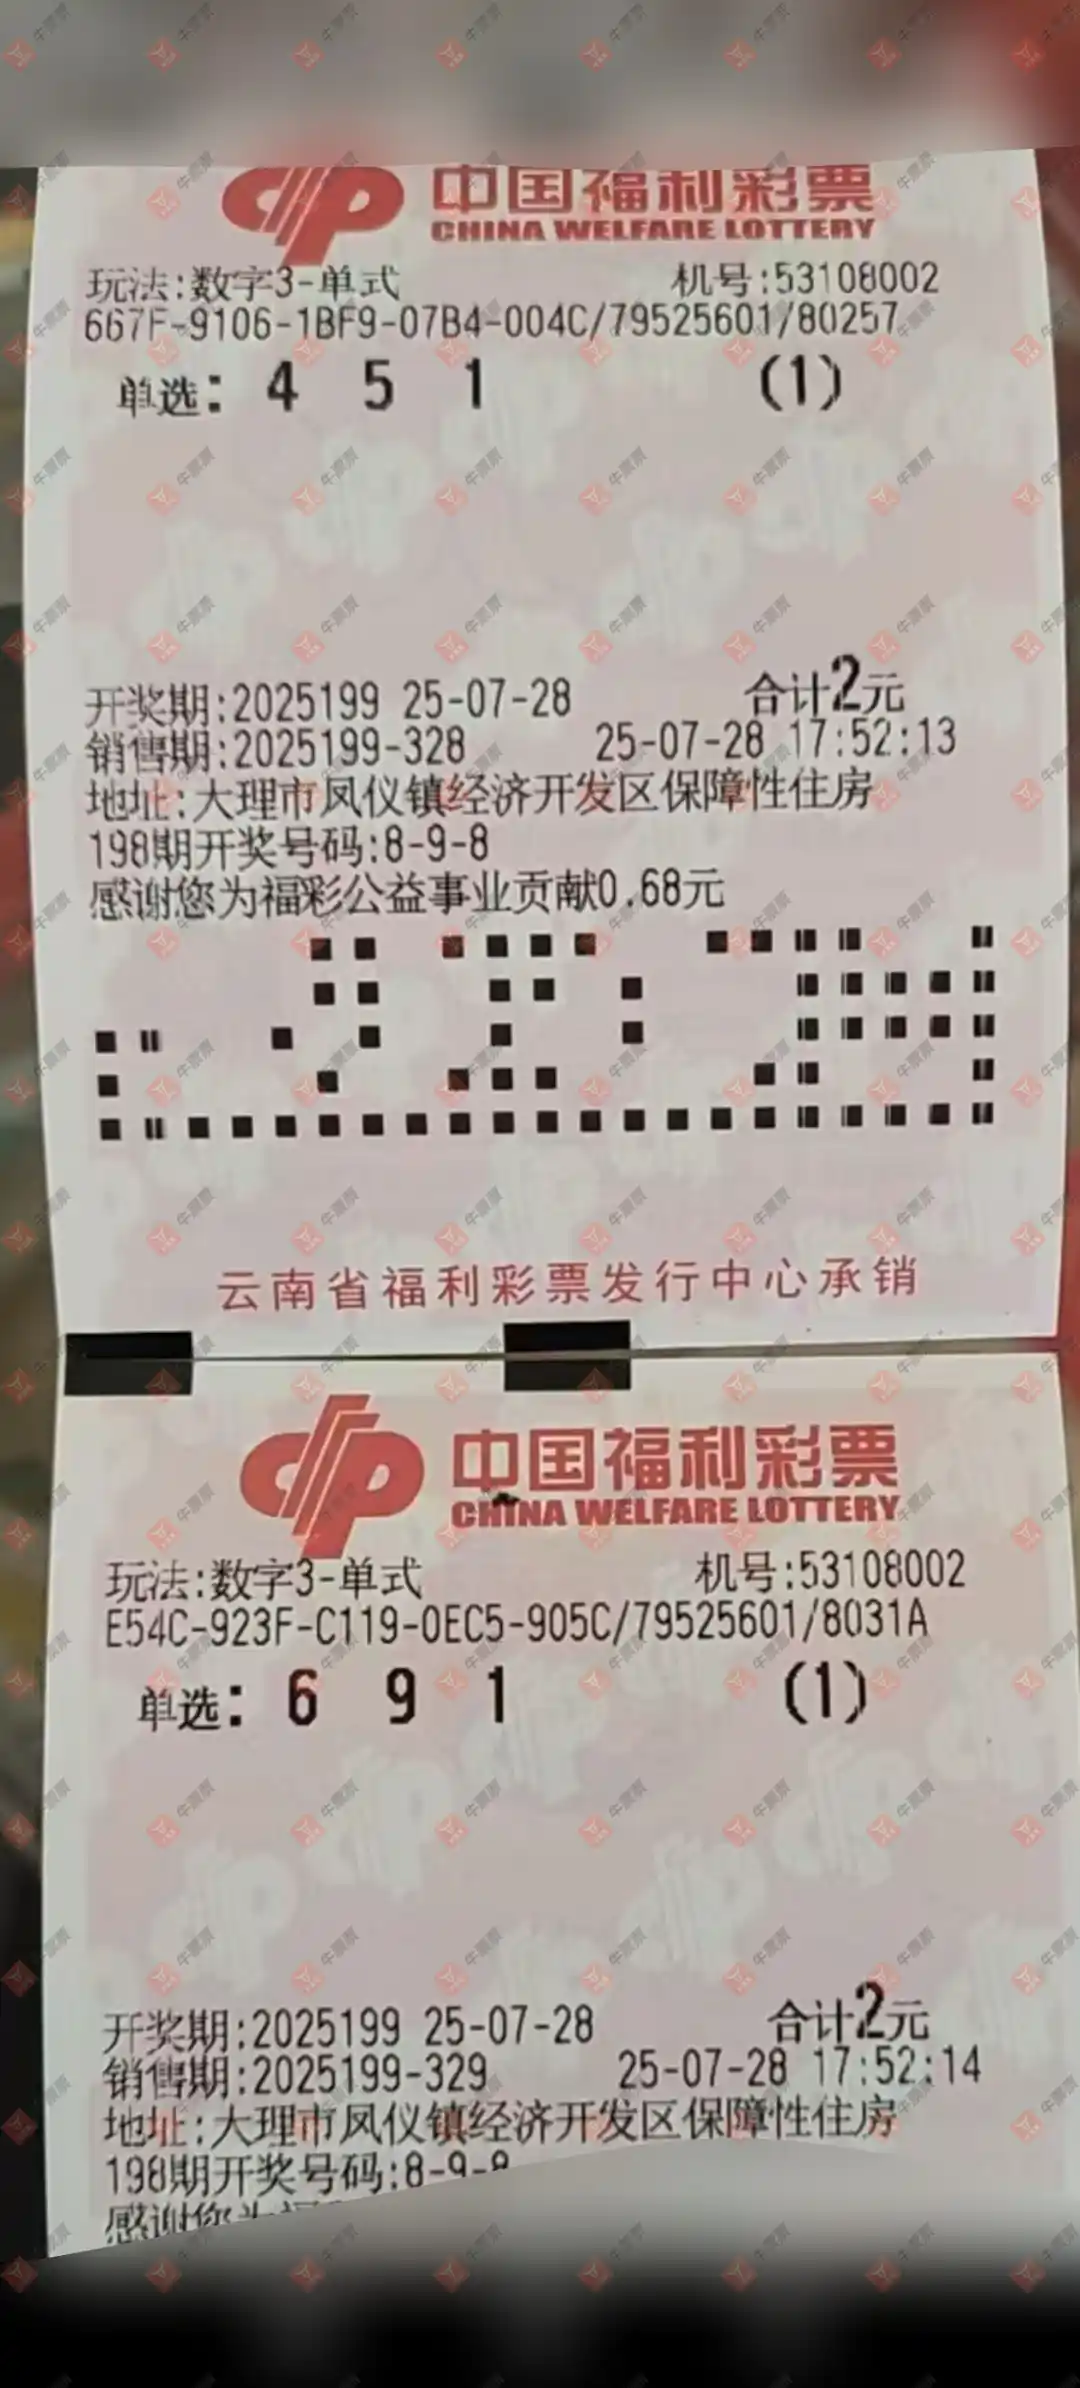 中国福利彩票
CHINA WELFARE LOTTERY
玩法:数字3-单式 机号:53108002
667F-9106-1BF9-07B4-004C/79525601/80257
单选: 4 5 1 (1)
开奖期:2025199 25-07-28 合计2元
销售期:2025199-328 25-07-28 17:52:13
地址:大理市凤仪镇经济开发区保障性住房
198期开奖号码:8-9-8
感谢您为福彩公益事业贡献0.68元
云南省福利彩票发行中心承销
中国福利彩票
CHINA WELFARE LOTTERY
玩法:数字3-单式 机号:53108002
E54C-923F-C119-0EC5-905C/79525601/8031A
单选: 6 9 1 (1)
开奖期:2025199 25-07-28 合计2元
销售期:2025199-329 25-07-28 17:52:14
地址:大理市凤仪镇经济开发区保障性住房
198期开奖号码:8-9-8
感谢您为福
牛票票